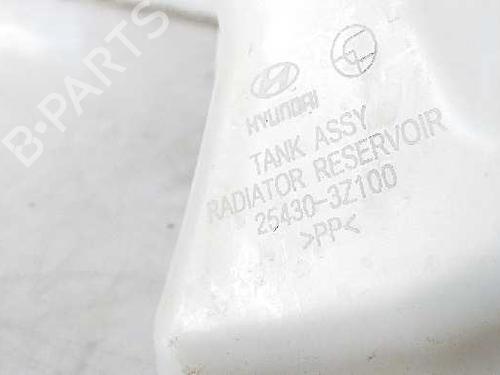 B-PARTS
HYUNDAI
TANK ASSY
RADIATOR RESERVOIR
25430-3Z100
>PP<